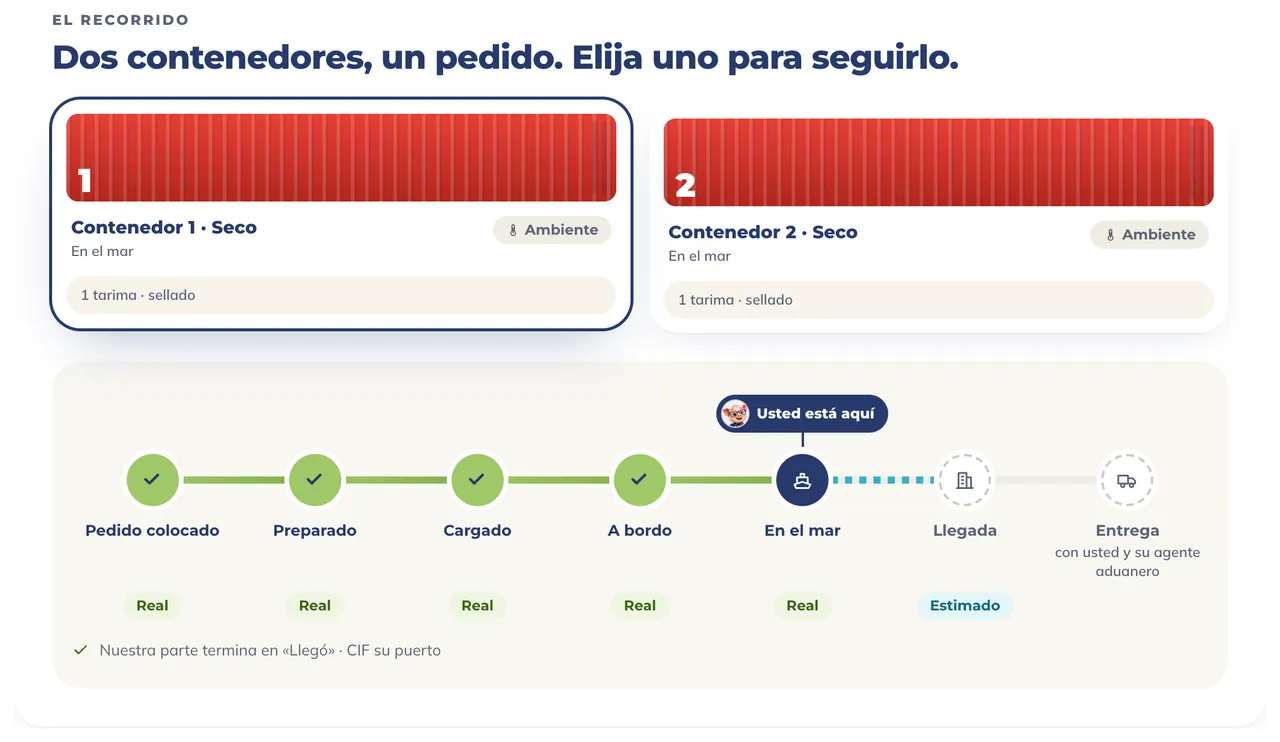 EL RECORRIDO
Dos contenedores, un pedido. Elija uno para seguirlo.
1
Contenedor 1 · Seco
Ambiente
En el mar
1 tarima · sellado
2
Contenedor 2 · Seco
Ambiente
En el mar
1 tarima · sellado
Usted está aquí
Pedido colocado
Preparado
Cargado
A bordo
En el mar
Llegada
Entrega
con usted y su agente
aduanero
Real
Real
Real
Real
Real
Estimado
Nuestra parte termina en «Llegó» · CIF su puerto